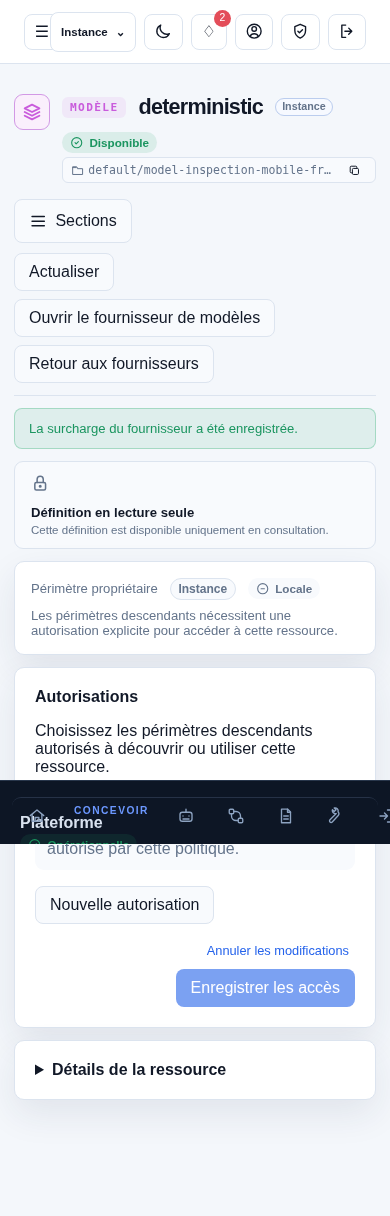 Instance
2
MODÈLE
deterministic
Instance
Disponible
default/model-inspection-mobile-fr…
Sections
Actualiser
Ouvrir le fournisseur de modèles
Retour aux fournisseurs
La surcharge du fournisseur a été enregistrée.
Définition en lecture seule
Cette définition est disponible uniquement en consultation.
Périmètre propriétaire
Instance
Locale
Les périmètres descendants nécessitent une
autorisation explicite pour accéder à cette ressource.
Autorisations
Choisissez les périmètres descendants
autorisés à découvrir ou utiliser cette
ressource.
CONCEVOIR
Plateforme
Opérationnelle
autorisé par cette politique.
Nouvelle autorisation
Annuler les modifications
Enregistrer les accès
Détails de la ressource